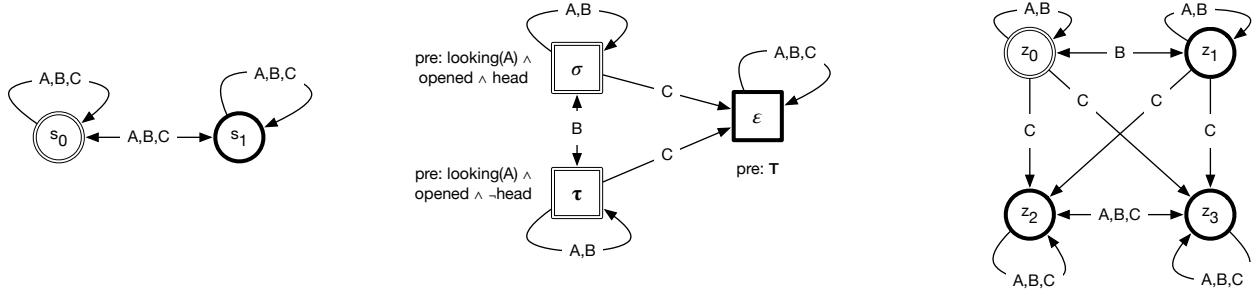 A,B,C
s0
A,B,C
A,B,C
s1
A,B
pre: looking(A) ∧
opened ∧ head
σ
C
B
A,B,C
ε
pre: T
C
pre: looking(A) ∧
opened ∧ ¬head
τ
A,B
A,B
z0
B
A,B
z1
C
C
C
C
z2
A,B,C
z3
A,B,C
A,B,C